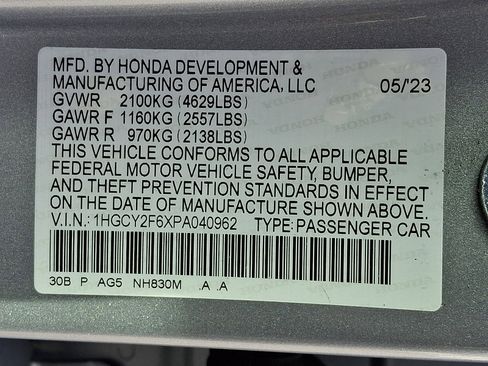 MFD. BY HONDA DEVELOPMENT &
MANUFACTURING OF AMERICA, LLC 05/'23
GVWR 2100KG (4629LBS)
GAWR F 1160KG (2557LBS)
GAWR R 970KG (2138LBS)
THIS VEHICLE CONFORMS TO ALL APPLICABLE
FEDERAL MOTOR VEHICLE SAFETY, BUMPER,
AND THEFT PREVENTION STANDARDS IN EFFECT
ON THE DATE OF MANUFACTURE SHOWN ABOVE.
V.I.N.: 1HGCY2F6XPA040962 TYPE: PASSENGER CAR
30B P AG5 NH830M .A .A